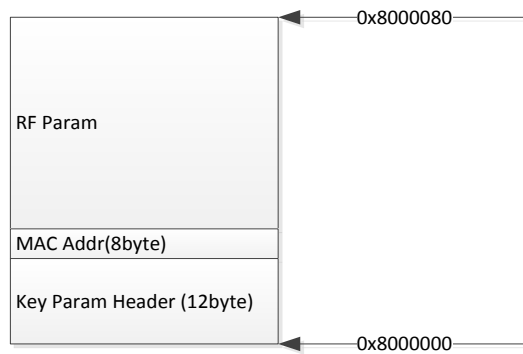 0x8000080
RF Param
MAC Addr(8byte)
Key Param Header (12byte)
0x8000000